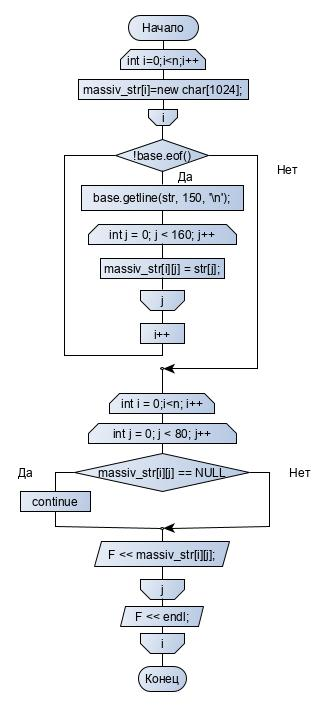 Начало
int i=0;i<n;i++
massiv_str[i]=new char[1024];
i
!base.eof()
Нет
Да
base.getline(str, 150, '\n');
int j = 0; j < 160; j++
massiv_str[i][j] = str[j];
j
i++
int i = 0;i<n; i++
int j = 0; j < 80; j++
Да
massiv_str[i][j] == NULL
Нет
continue
F << massiv_str[i][j];
j
F << endl;
i
Конец